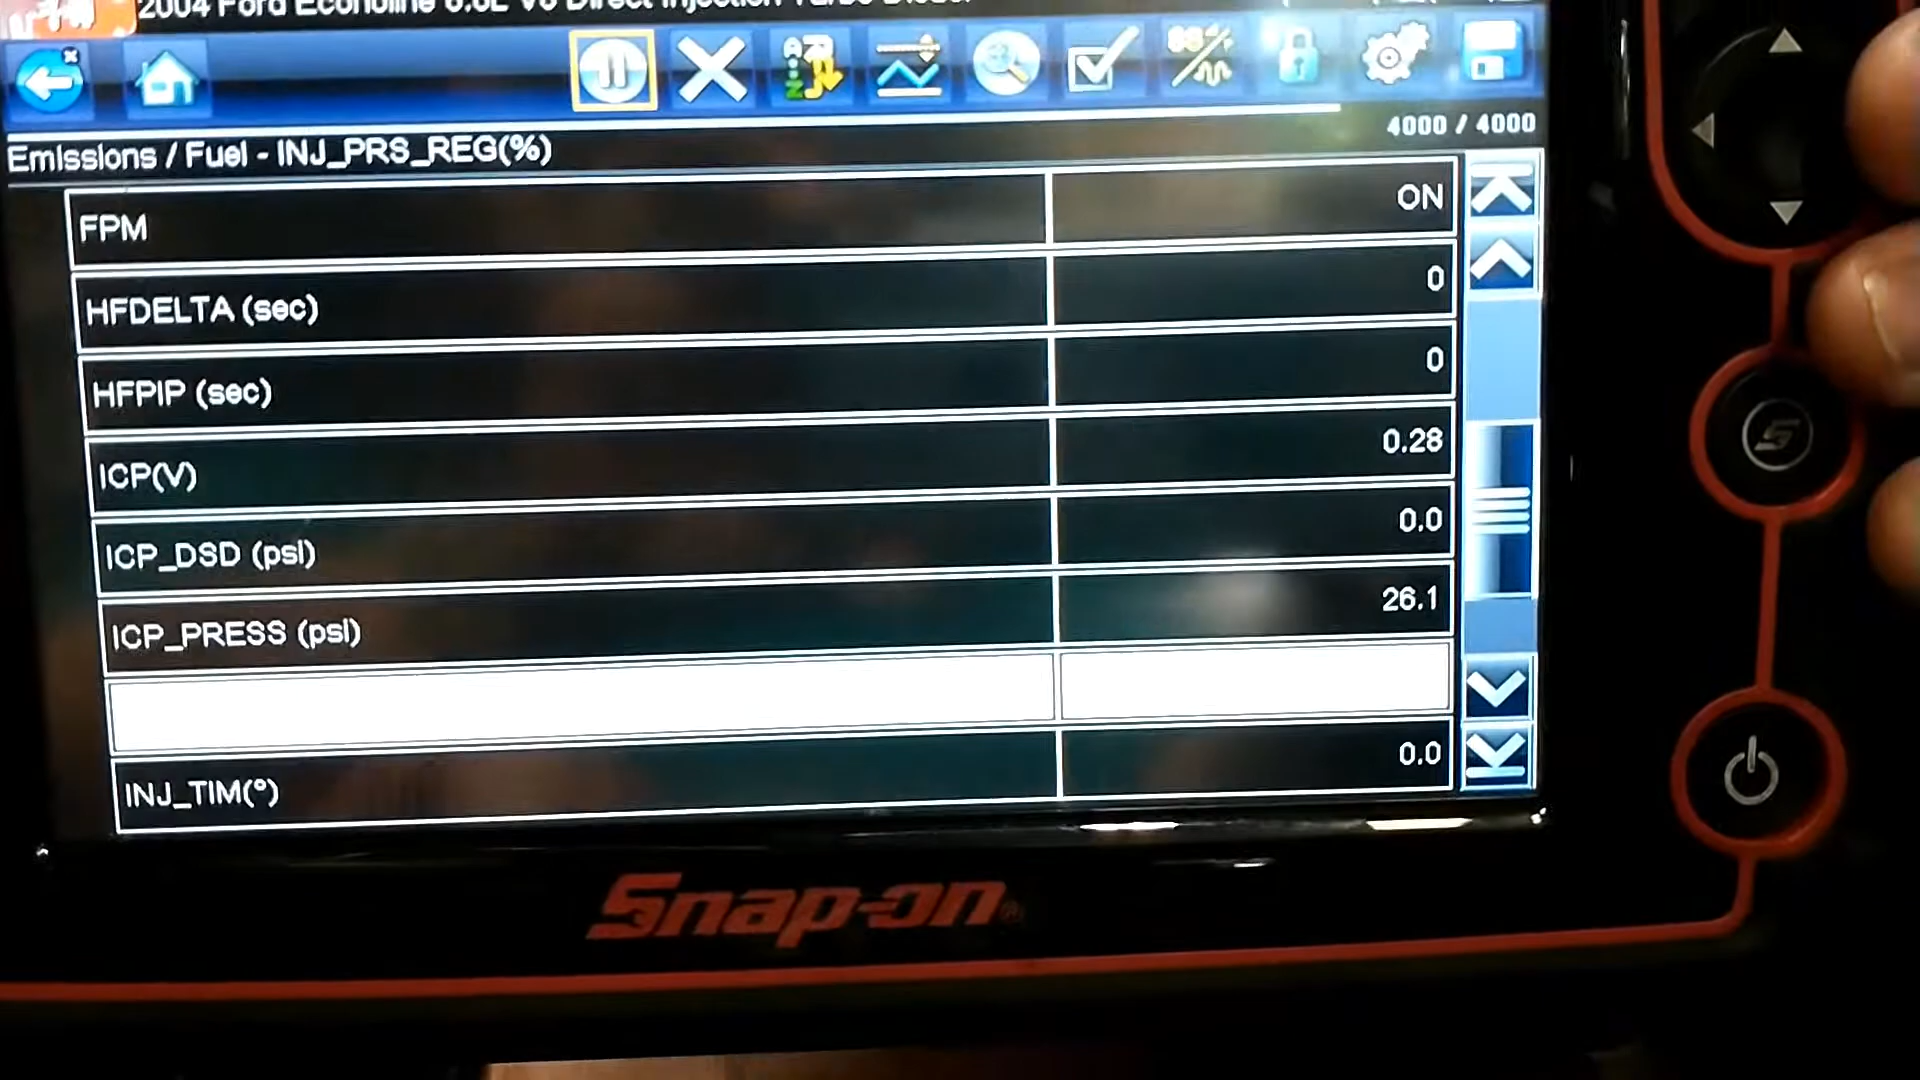 2004 Ford Econoline 6.0L V8 Direct Injection Turbo Diesel
4000 / 4000
Emissions / Fuel - INJ_PRS_REG(%)
FPM ON
HFDELTA (sec) 0
HFPIP (sec) 0
ICP(V) 0.28
ICP_DSD (psi) 0.0
ICP_PRESS (psi) 26.1
INJ_TIM(°) 0.0
Snap-on